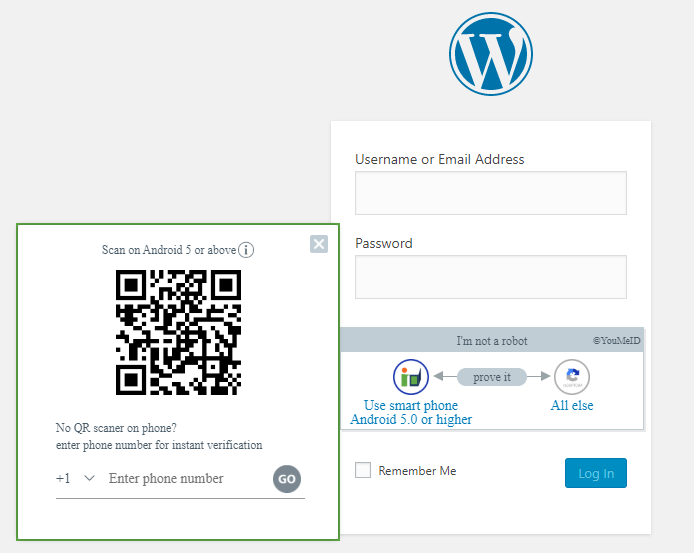 W
Username or Email Address
Password
Scan on Android 5 or above i
No QR scaner on phone?
enter phone number for instant verification
+1 Enter phone number GO
I'm not a robot ©YouMeID
prove it
Use smart phone
Android 5.0 or higher
All else
Remember Me
Log In